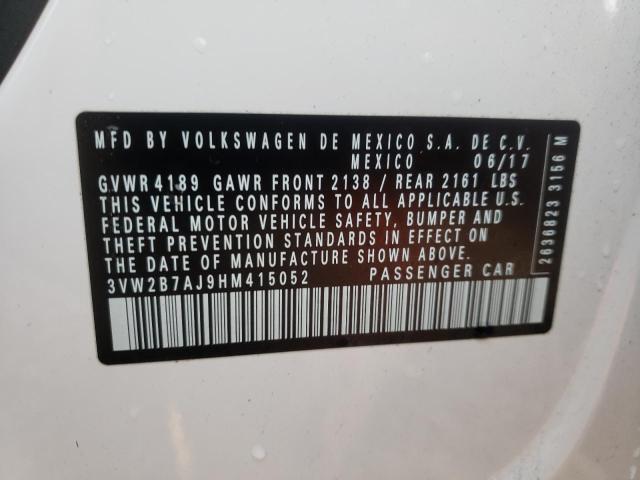 MFD BY VOLKSWAGEN DE MEXICO S.A. DE C.V.
MEXICO 06/17
GVWR 4189 GAWR FRONT 2138 / REAR 2161 LBS
THIS VEHICLE CONFORMS TO ALL APPLICABLE U.S.
FEDERAL MOTOR VEHICLE SAFETY, BUMPER AND
THEFT PREVENTION STANDARDS IN EFFECT ON
THE DATE OF MANUFACTURE SHOWN ABOVE.
3VW2B7AJ9HM415052 PASSENGER CAR
2636823 3156 M